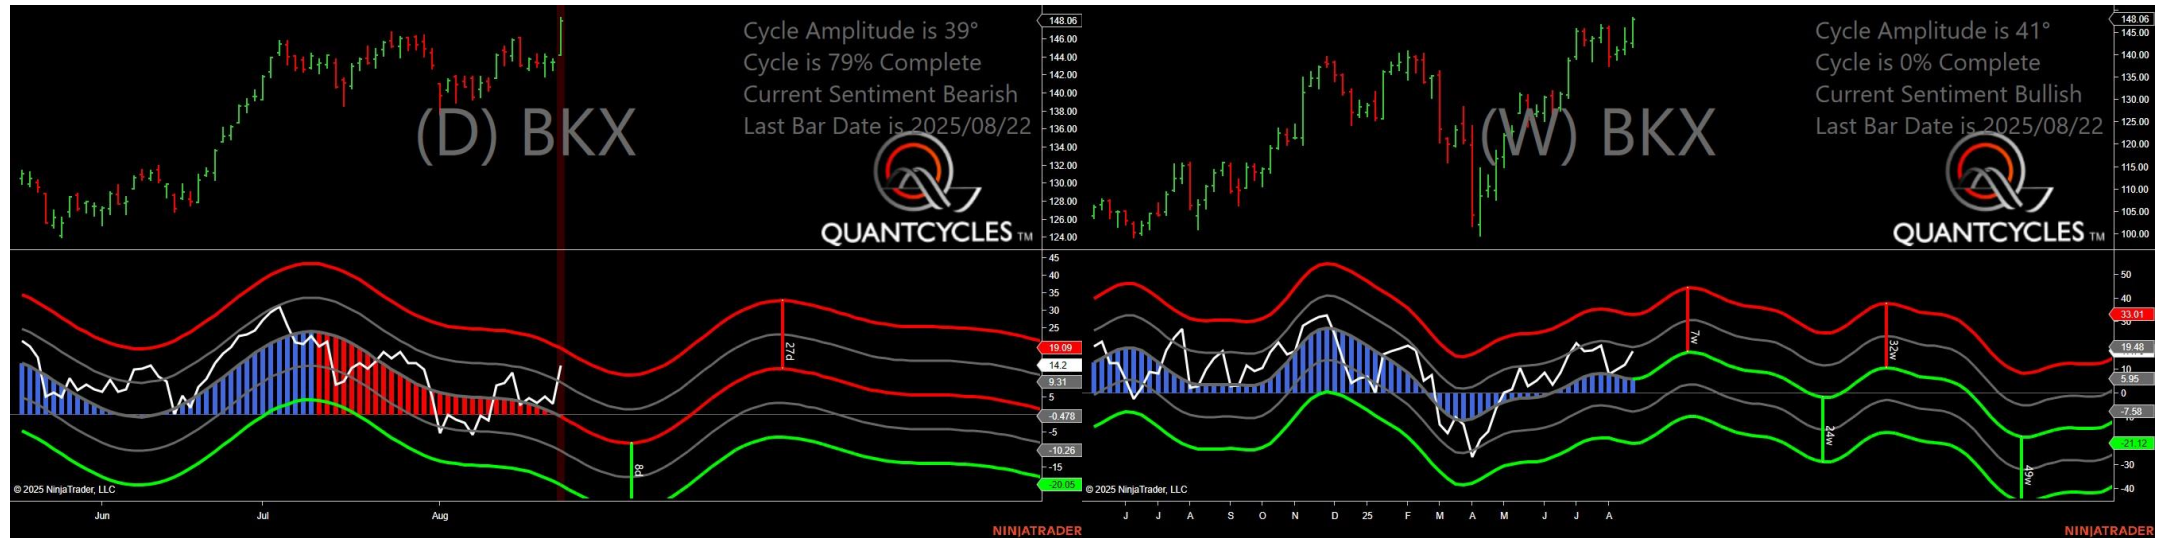 Cycle Amplitude is 39°
Cycle is 79% Complete
Current Sentiment Bearish
Last Bar Date is 2025/08/22
(D) BKX
QUANTCYCLES TM
148.06
146.00
144.00
142.00
140.00
138.00
136.00
134.00
132.00
130.00
128.00
126.00
124.00
45
40
35
30
25
19.09
14.2
9.31
5
-0.478
-5
-10.26
-15
-20.05
27d
8d
© 2025 NinjaTrader, LLC
Jun Jul Aug
NINJATRADER
Cycle Amplitude is 41°
Cycle is 0% Complete
Current Sentiment Bullish
Last Bar Date is 2025/08/22
(W) BKX
QUANTCYCLES TM
148.06
145.00
140.00
135.00
130.00
125.00
120.00
115.00
110.00
105.00
100.00
50
40
33.01
19.48
5.95
0
-7.58
-21.12
-30
-40
7w
32w
24w
49w
© 2025 NinjaTrader, LLC
J J A S O N D 25 F M A M J J A
NINJATRADER